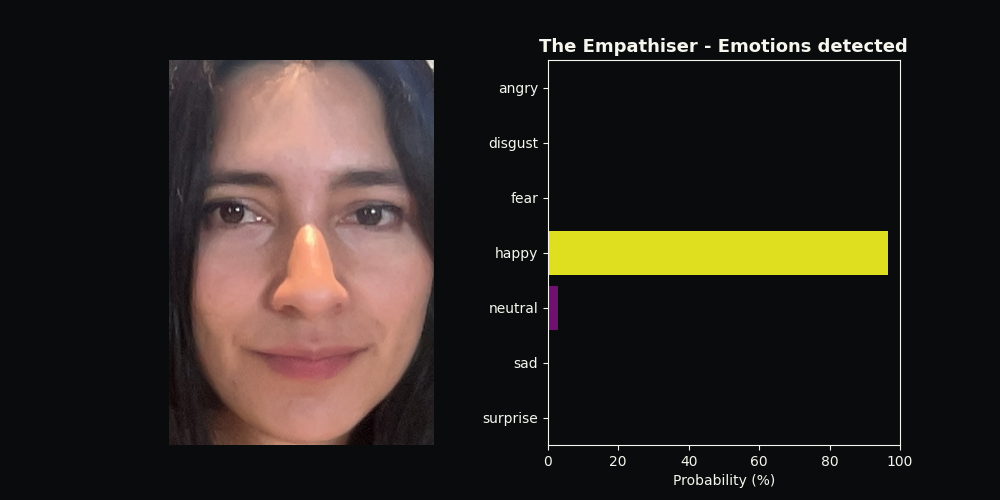 The Empathiser - Emotions detected
angry
disgust
fear
happy
neutral
sad
surprise
0 20 40 60 80 100
Probability (%)